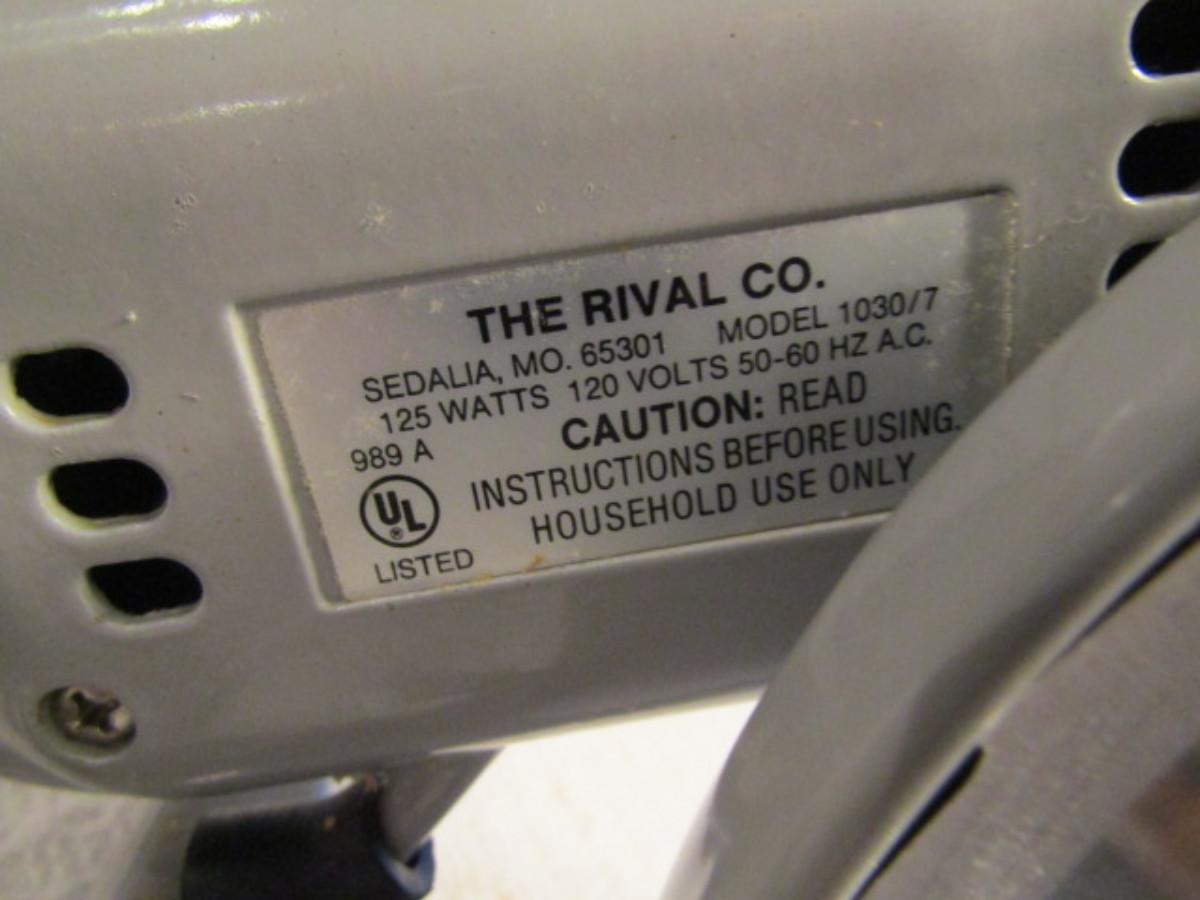 THE RIVAL CO.
SEDALIA, MO. 65301 MODEL 1030/7
125 WATTS 120 VOLTS 50-60 HZ A.C.
989 A CAUTION: READ
INSTRUCTIONS BEFORE USING.
UL ®
HOUSEHOLD USE ONLY
LISTED